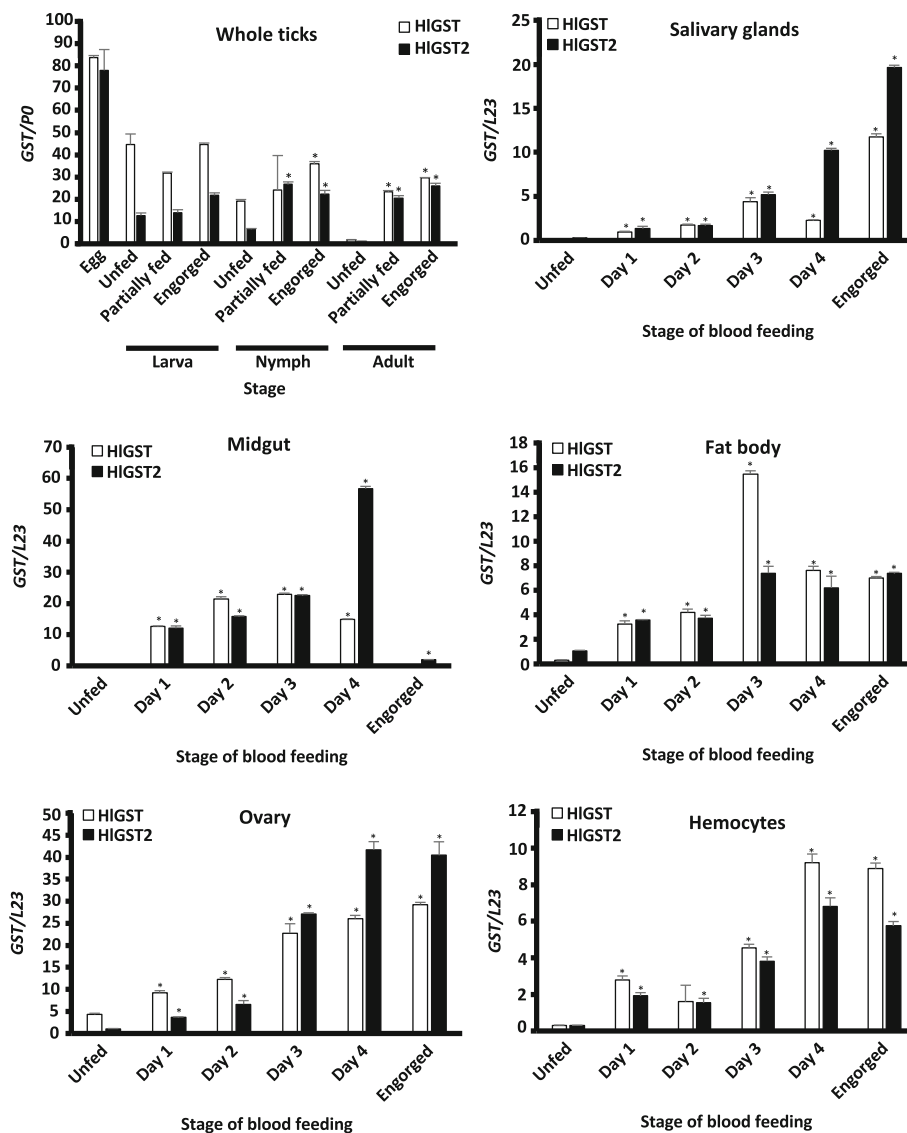 Whole ticks
HlGST
HlGST2
GST/P0
100
90
80
70
60
50
40
30
20
10
0
Egg
Unfed
Partially fed
Engorged
Unfed
Partially fed
Engorged
Unfed
Partially fed
Engorged
* * * * * * *
Larva Nymph Adult
Stage
Salivary glands
HlGST
HlGST2
GST/L23
25
20
15
10
5
0
* * * * * * * * * *
Unfed
Day 1
Day 2
Day 3
Day 4
Engorged
Stage of blood feeding
Midgut
HlGST
HlGST2
GST/L23
70
60
50
40
30
20
10
0
* * * * * * * * *
Unfed
Day 1
Day 2
Day 3
Day 4
Engorged
Stage of blood feeding
Fat body
HlGST
HlGST2
GST/L23
18
16
14
12
10
8
6
4
2
0
* * * * * * * * * *
Unfed
Day 1
Day 2
Day 3
Day 4
Engorged
Stage of blood feeding
Ovary
HlGST
HlGST2
GST/L23
50
45
40
35
30
25
20
15
10
5
0
* * * * * * * * * *
Unfed
Day 1
Day 2
Day 3
Day 4
Engorged
Stage of blood feeding
Hemocytes
HlGST
HlGST2
GST/L23
12
10
8
6
4
2
0
* * * * * * * * *
Unfed
Day 1
Day 2
Day 3
Day 4
Engorged
Stage of blood feeding